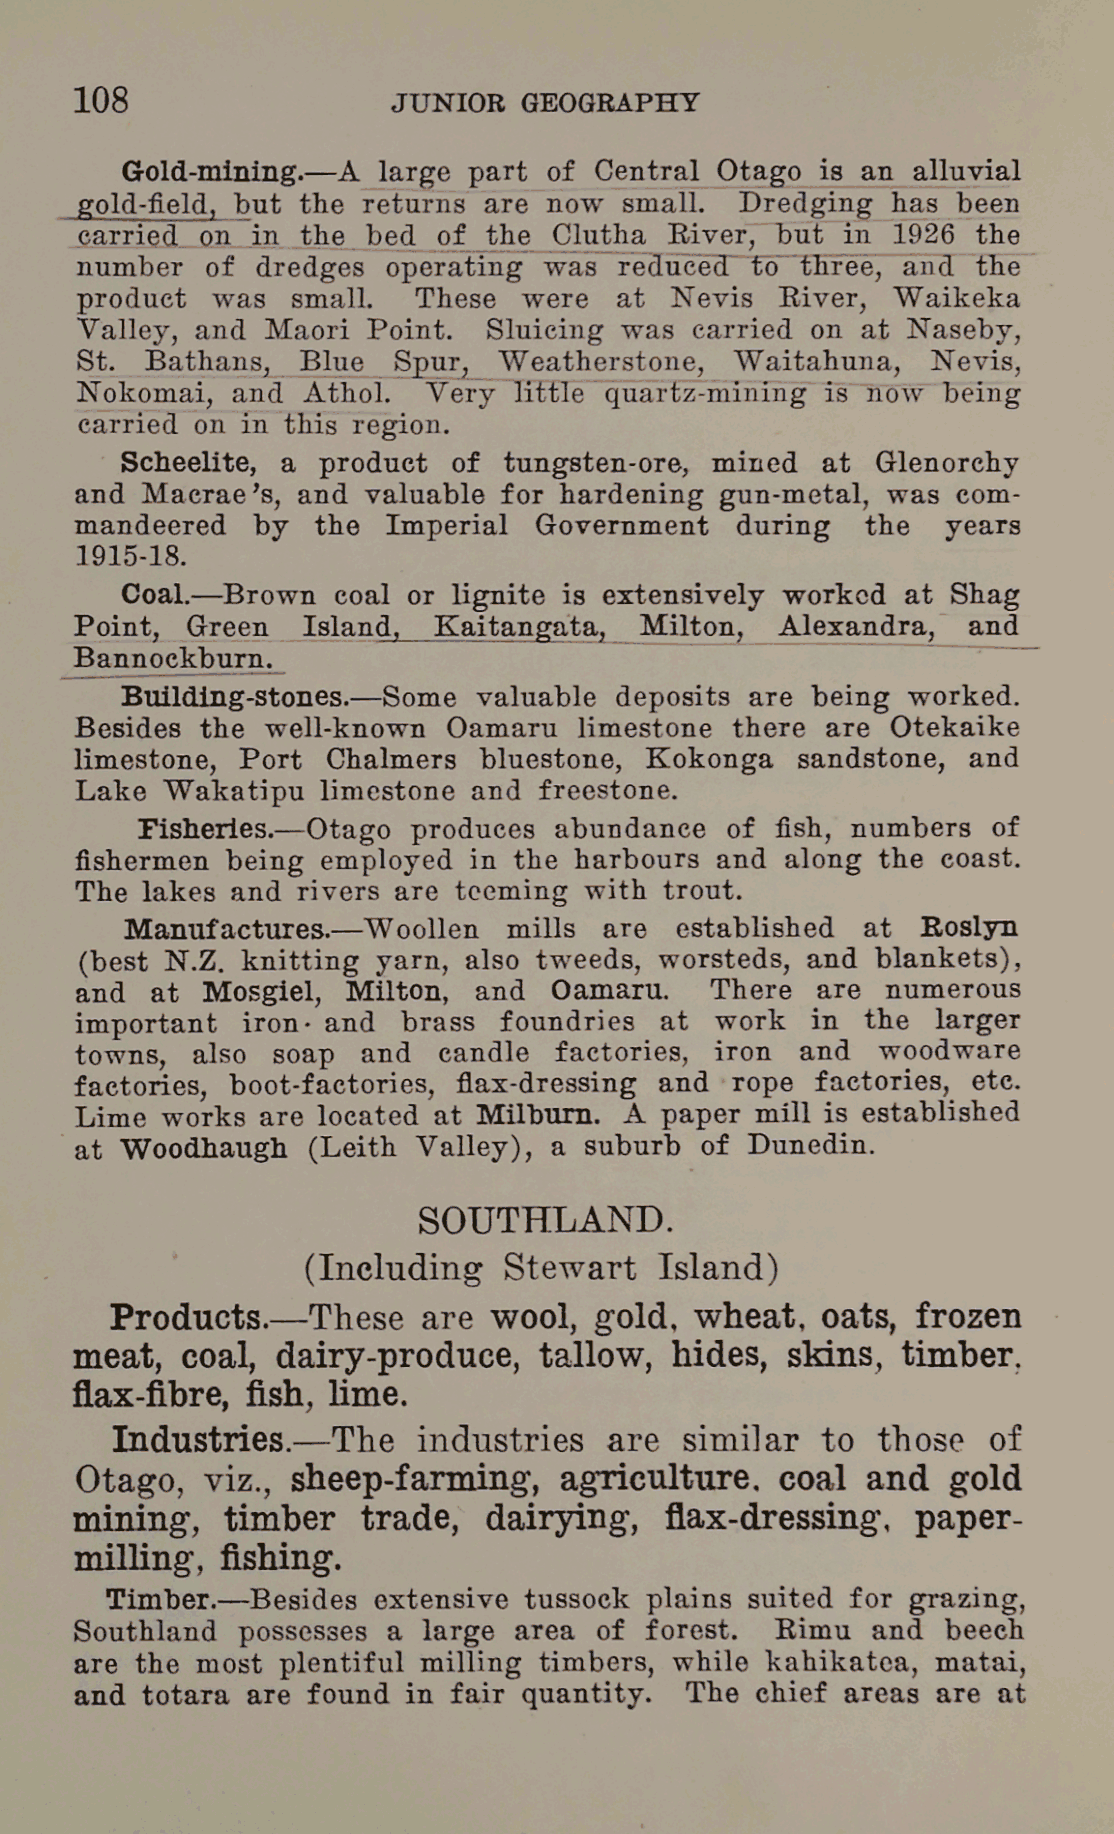 108 JUNIOR GEOGRAPHY
Gold-mining.—A large part of Central Otago is an alluvial
gold-field, but the returns are now small. Dredging has been
carried on in the bed of the Clutha River, but in 1926 the
number of dredges operating was reduced to three, and the
product was small. These were at Nevis River, Waikeka
Valley, and Maori Point. Sluicing was carried on at Naseby,
St. Bathans, Blue Spur, Weatherstone, Waitahuna, Nevis,
Nokomai, and Athol. Very little quartz-mining is now being
carried on in this region.
Scheelite, a product of tungsten-ore, mined at Glenorchy
and Macrae's, and valuable for hardening gun-metal, was com-
mandeered by the Imperial Government during the years
1915-18.
Coal.—Brown coal or lignite is extensively worked at Shag
Point, Green Island, Kaitangata, Milton, Alexandra, and
Bannockburn.
Building-stones.—Some valuable deposits are being worked.
Besides the well-known Oamaru limestone there are Otekaike
limestone, Port Chalmers bluestone, Kokonga sandstone, and
Lake Wakatipu limestone and freestone.
Fisheries.—Otago produces abundance of fish, numbers of
fishermen being employed in the harbours and along the coast.
The lakes and rivers are teeming with trout.
Manufactures.—Woollen mills are established at Roslyn
(best N.Z. knitting yarn, also tweeds, worsteds, and blankets),
and at Mosgiel, Milton, and Oamaru. There are numerous
important iron- and brass foundries at work in the larger
towns, also soap and candle factories, iron and woodware
factories, boot-factories, flax-dressing and rope factories, etc.
Lime works are located at Milburn. A paper mill is established
at Woodhaugh (Leith Valley), a suburb of Dunedin.
SOUTHLAND.
(Including Stewart Island)
Products.—These are wool, gold, wheat, oats, frozen
meat, coal, dairy-produce, tallow, hides, skins, timber,
flax-fibre, fish, lime.
Industries.—The industries are similar to those of
Otago, viz., sheep-farming, agriculture, coal and gold
mining, timber trade, dairying, flax-dressing, paper-
milling, fishing.
Timber.—Besides extensive tussock plains suited for grazing,
Southland possesses a large area of forest. Rimu and beech
are the most plentiful milling timbers, while kahikatea, matai,
and totara are found in fair quantity. The chief areas are at